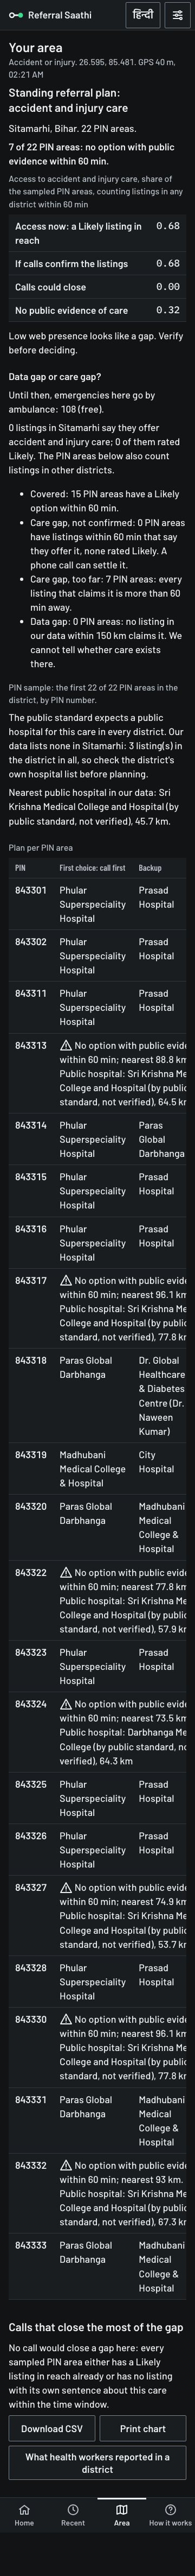 Referral Saathi
हिन्दी
Your area
Accident or injury. 26.595, 85.481. GPS 40 m,
02:21 AM
Standing referral plan:
accident and injury care
Sitamarhi, Bihar. 22 PIN areas.
7 of 22 PIN areas: no option with public
evidence within 60 min.
Access to accident and injury care, share of
the sampled PIN areas, counting listings in any
district within 60 min
Access now: a Likely listing in
reach
0.68
If calls confirm the listings
0.68
Calls could close
0.00
No public evidence of care
0.32
Low web presence looks like a gap. Verify
before deciding.
Data gap or care gap?
Until then, emergencies here go by
ambulance: 108 (free).
0 listings in Sitamarhi say they offer
accident and injury care; 0 of them rated
Likely. The PIN areas below also count
listings in other districts.
• Covered: 15 PIN areas have a Likely
option within 60 min.
• Care gap, not confirmed: 0 PIN areas
have listings within 60 min that say
they offer it, none rated Likely. A
phone call can settle it.
• Care gap, too far: 7 PIN areas: every
listing that claims it is more than 60
min away.
• Data gap: 0 PIN areas: no listing in
our data within 150 km claims it. We
cannot tell whether care exists
there.
PIN sample: the first 22 of 22 PIN areas in the
district, by PIN number.
The public standard expects a public
hospital for this care in every district. Our
data lists none in Sitamarhi: 3 listing(s) in
the district in all, so check the district's
own hospital list before planning.
Nearest public hospital in our data: Sri
Krishna Medical College and Hospital (by
public standard, not verified), 45.7 km.
Plan per PIN area
PIN First choice: call first Backup
843301 Phular Superspeciality Hospital Prasad Hospital
843302 Phular Superspeciality Hospital Prasad Hospital
843311 Phular Superspeciality Hospital Prasad Hospital
843313 No option with public evide
within 60 min; nearest 88.8 km
Public hospital: Sri Krishna Me
College and Hospital (by public
standard, not verified), 64.5 k
843314 Phular Superspeciality Hospital Paras Global Darbhanga
843315 Phular Superspeciality Hospital Prasad Hospital
843316 Phular Superspeciality Hospital Prasad Hospital
843317 No option with public evide
within 60 min; nearest 96.1 km
Public hospital: Sri Krishna Me
College and Hospital (by public
standard, not verified), 77.8 k
843318 Paras Global Darbhanga Dr. Global Healthcare & Diabetes Centre (Dr. Naween Kumar)
843319 Madhubani Medical College & Hospital City Hospital
843320 Paras Global Darbhanga Madhubani Medical College & Hospital
843322 No option with public evide
within 60 min; nearest 77.8 km
Public hospital: Sri Krishna Me
College and Hospital (by public
standard, not verified), 57.9 k
843323 Phular Superspeciality Hospital Prasad Hospital
843324 No option with public evide
within 60 min; nearest 73.5 km
Public hospital: Darbhanga Me
College (by public standard, no
verified), 64.3 km
843325 Phular Superspeciality Hospital Prasad Hospital
843326 Phular Superspeciality Hospital Prasad Hospital
843327 No option with public evide
within 60 min; nearest 74.9 km
Public hospital: Sri Krishna Me
College and Hospital (by public
standard, not verified), 53.7 k
843328 Phular Superspeciality Hospital Prasad Hospital
843330 No option with public evide
within 60 min; nearest 96.1 km
Public hospital: Sri Krishna Me
College and Hospital (by public
standard, not verified), 77.8 k
843331 Paras Global Darbhanga Madhubani Medical College & Hospital
843332 No option with public evide
within 60 min; nearest 93 km.
Public hospital: Sri Krishna Me
College and Hospital (by public
standard, not verified), 67.3 k
843333 Paras Global Darbhanga Madhubani Medical College & Hospital
Calls that close the most of the gap
No call would close a gap here: every
sampled PIN area either has a Likely
listing in reach already or has no listing
with its own sentence about this care
within the time window.
Download CSV
Print chart
What health workers reported in a
district
Home
Recent
Area
How it works